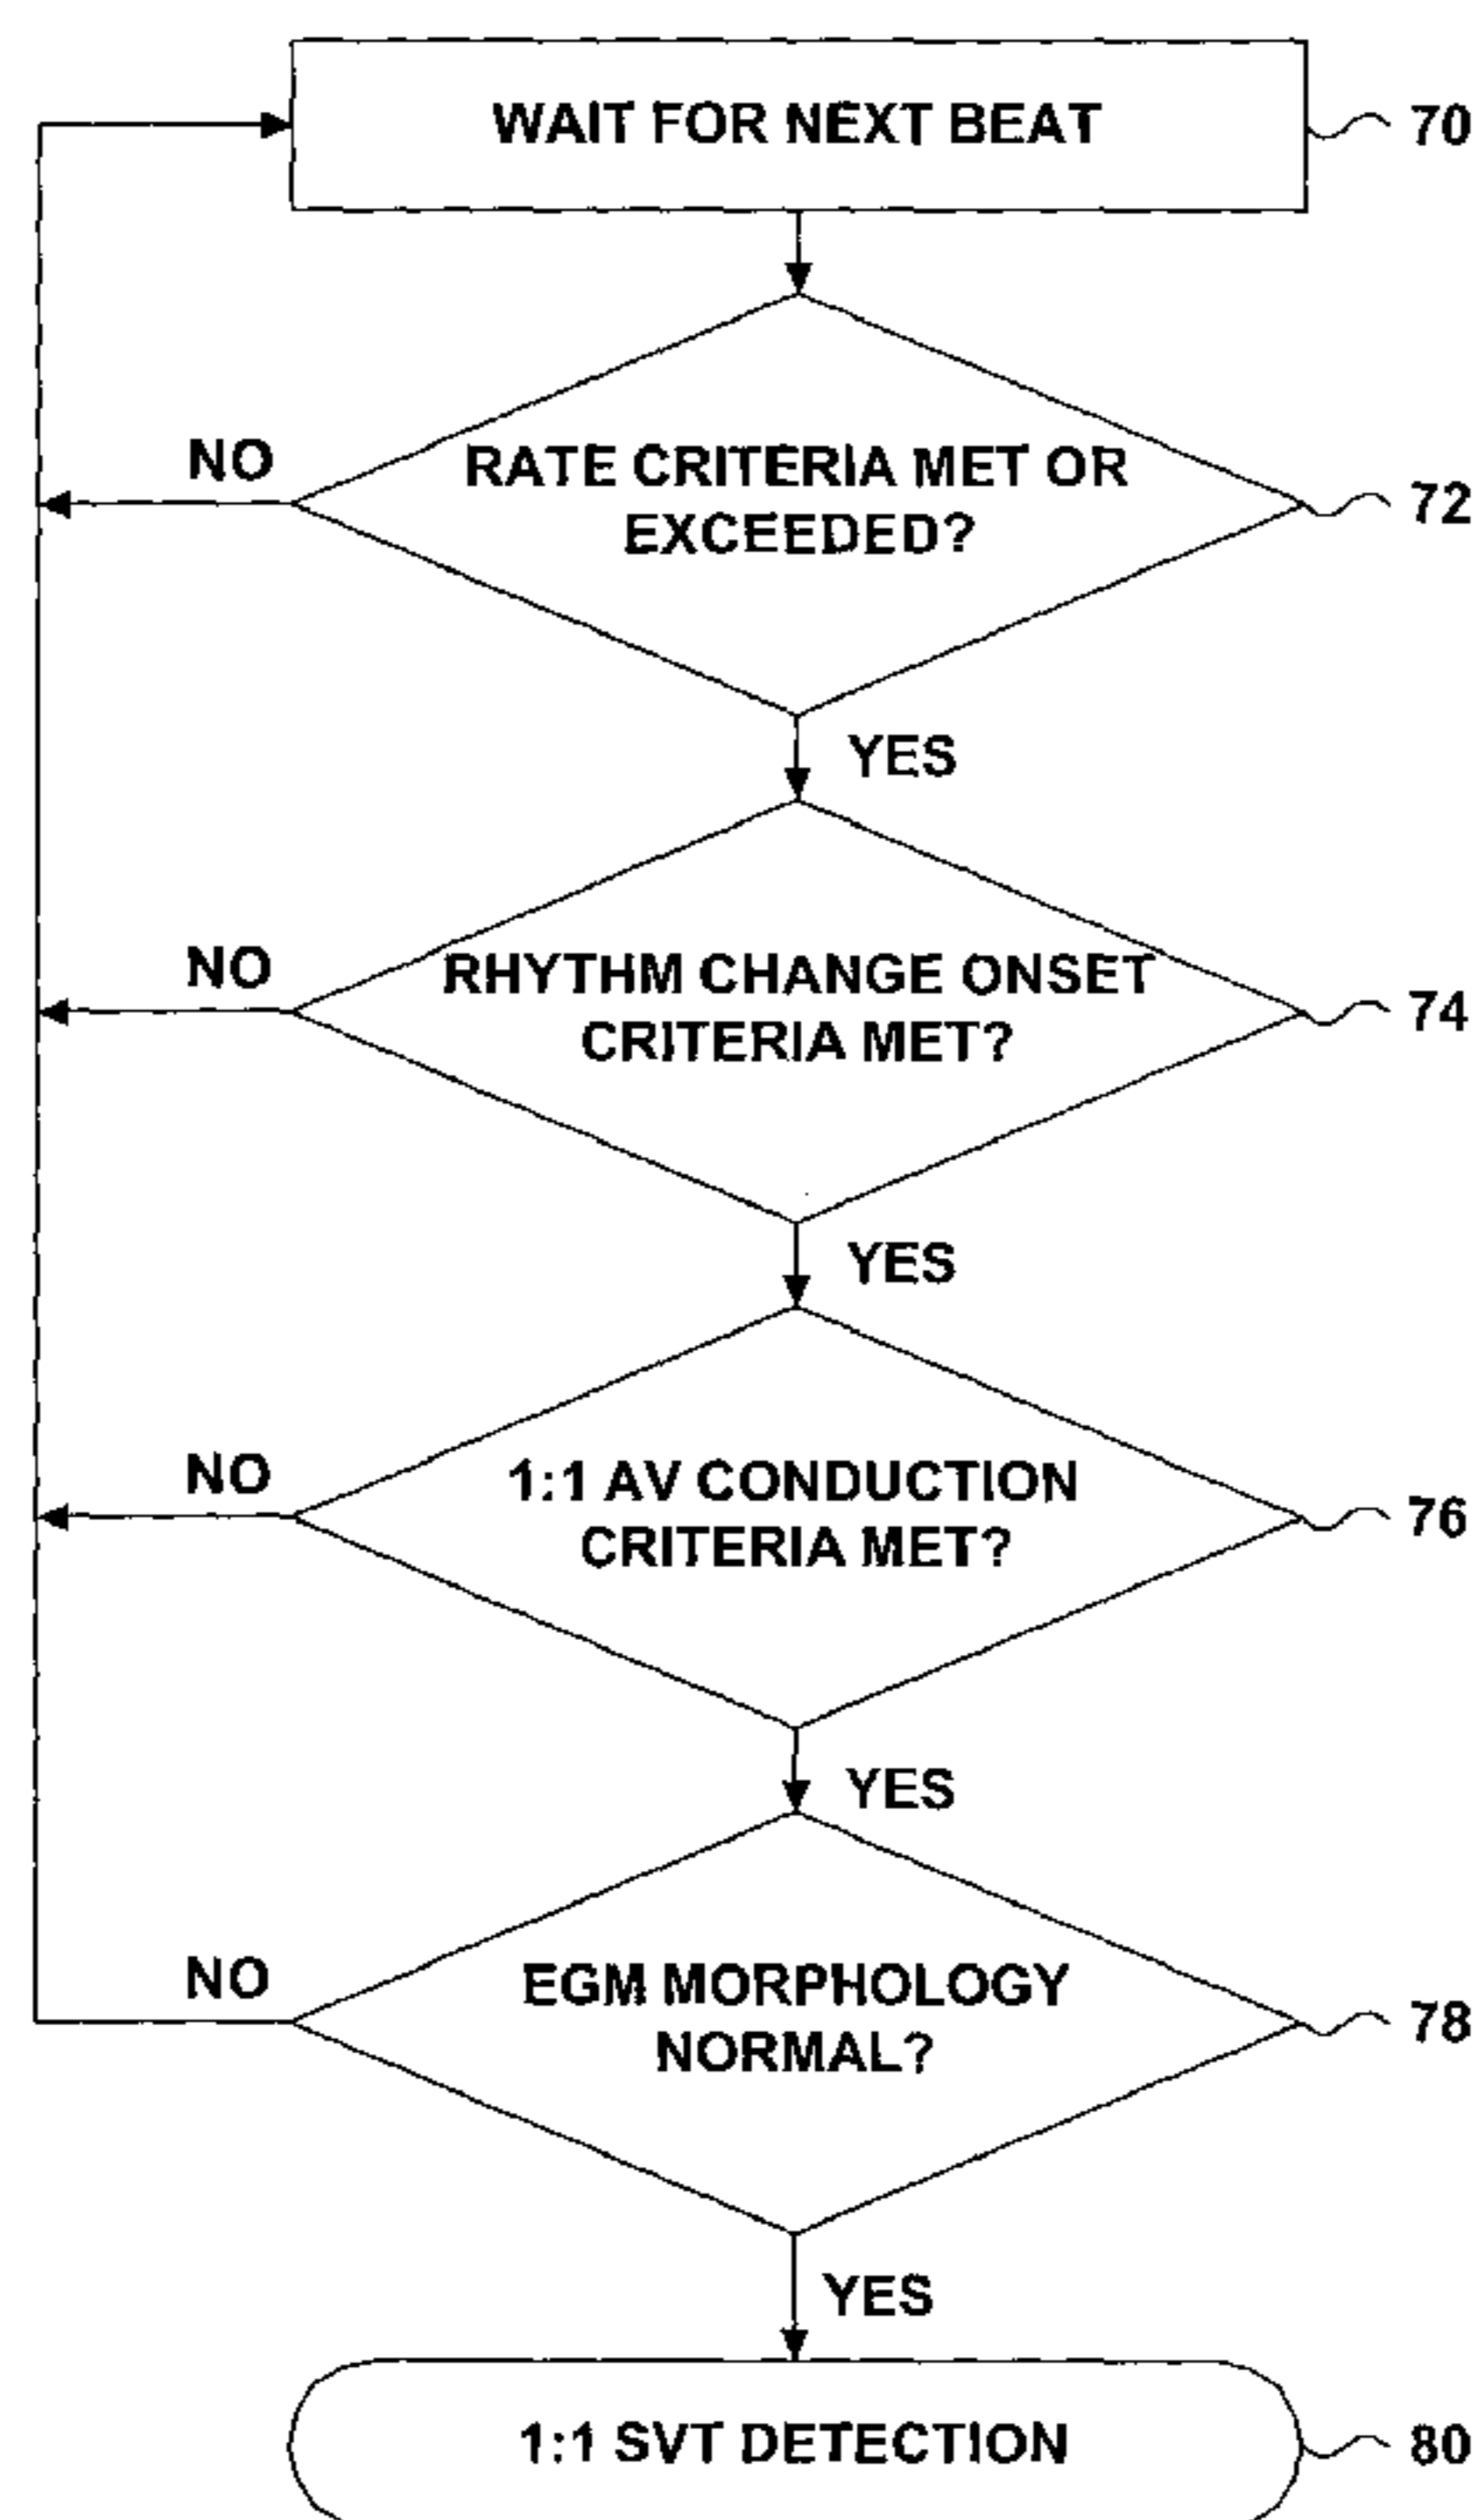 WAIT FOR NEXT BEAT
70
RATE CRITERIA MET OR
EXCEEDED?
72
NO
YES
RHYTHM CHANGE ONSET
CRITERIA MET?
74
NO
YES
1:1 AV CONDUCTION
CRITERIA MET?
76
NO
YES
EGM MORPHOLOGY
NORMAL?
78
NO
YES
1:1 SVT DETECTION
80